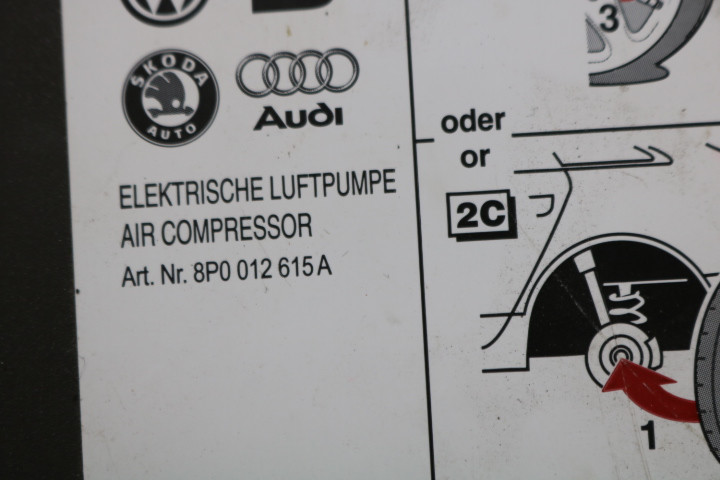 3
ŠKODA
AUTO
Audi
ELEKTRISCHE LUFTPUMPE
AIR COMPRESSOR
Art. Nr. 8P0 012 615 A
oder
or
2C
1